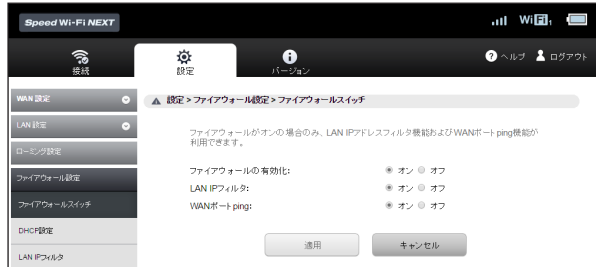 Speed Wi-Fi NEXT
WiFi 1
接続
設定
バージョン
ヘルプ
ログアウト
WAN 設定
LAN 設定
ローミング設定
ファイアウォール設定
ファイアウォールスイッチ
DHCP設定
LAN IPフィルタ
設定 > ファイアウォール設定 > ファイアウォールスイッチ
ファイアウォールがオンの場合のみ、LAN IPアドレスフィルタ機能およびWANポートping機能が
利用できます。
ファイアウォールの有効化: オン オフ
LAN IPフィルタ: オン オフ
WANポートping: オン オフ
適用
キャンセル